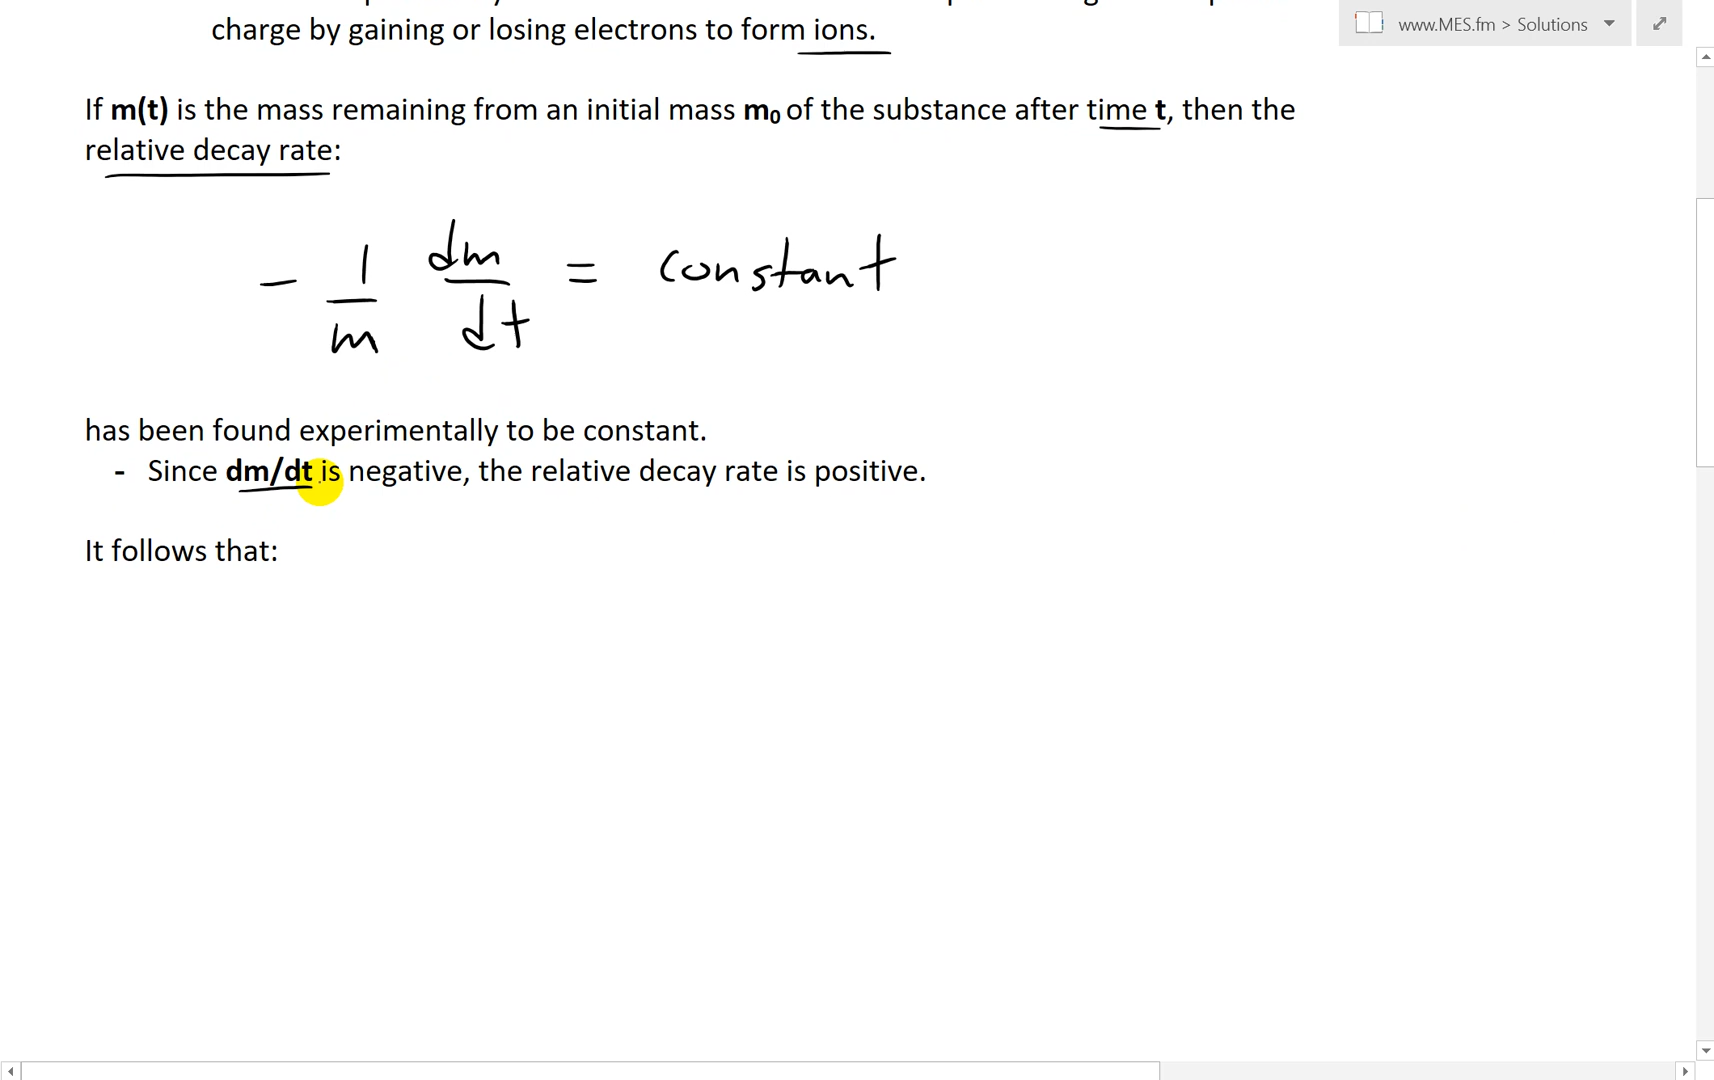 charge by gaining or losing electrons to form ions.
www.MES.fm > Solutions
If m(t) is the mass remaining from an initial mass m₀ of the substance after time t, then the
relative decay rate:
- 1/m dm/dt = constant
has been found experimentally to be constant.
- Since dm/dt is negative, the relative decay rate is positive.
It follows that: